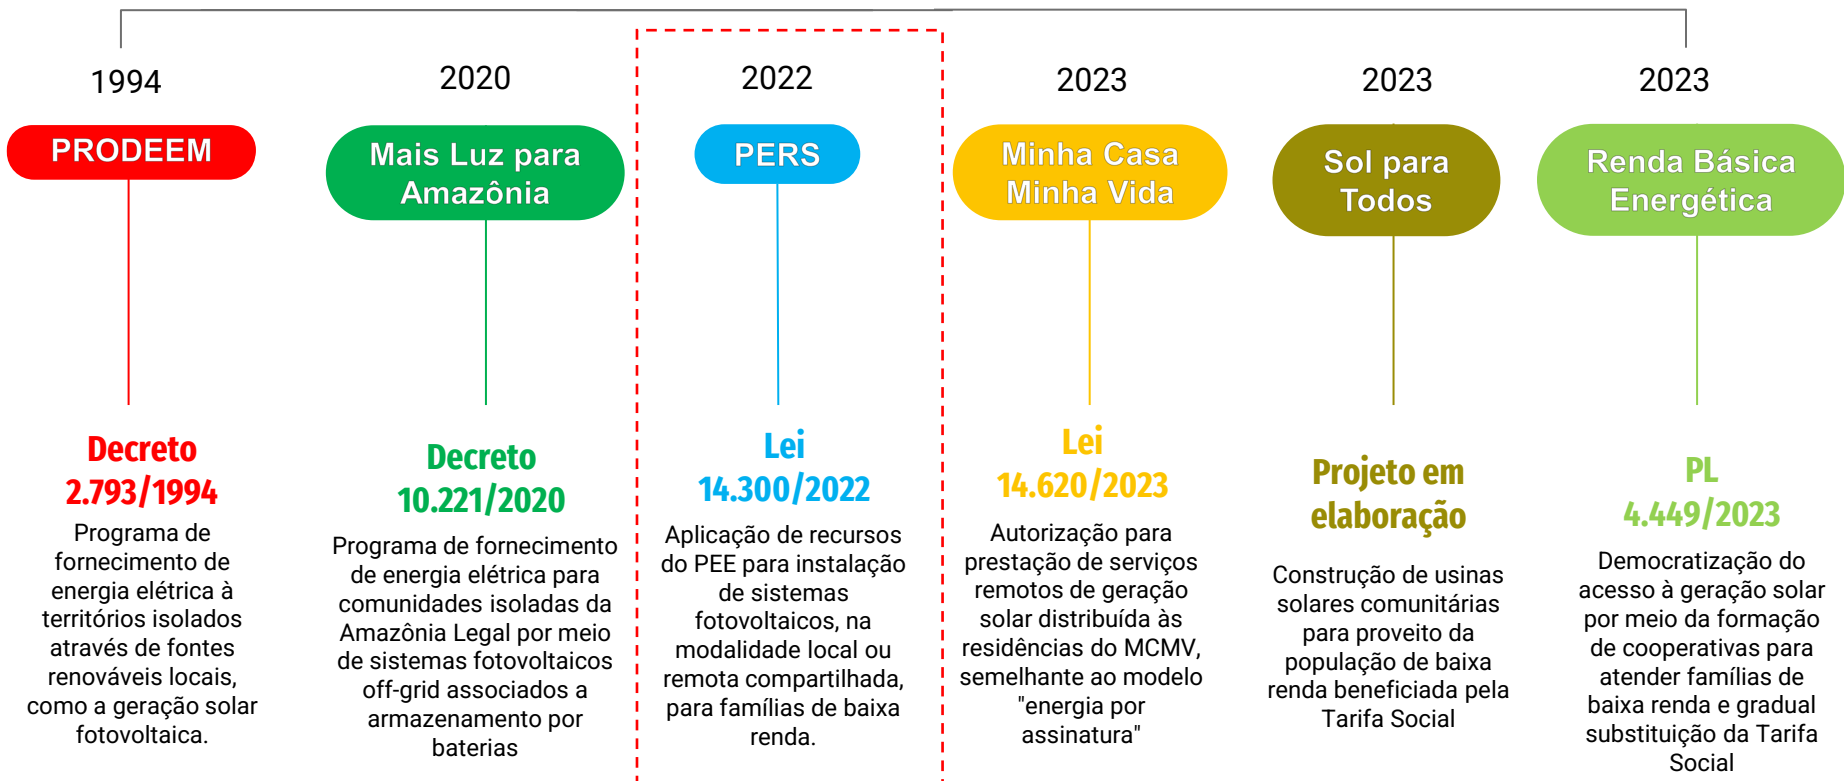 1994
PRODEEM
Decreto
2.793/1994
Programa de
fornecimento de
energia elétrica à
territórios isolados
através de fontes
renováveis locais,
como a geração solar
fotovoltaica.
2020
Mais Luz para
Amazônia
Decreto
10.221/2020
Programa de fornecimento
de energia elétrica para
comunidades isoladas da
Amazônia Legal por meio
de sistemas fotovoltaicos
off-grid associados a
armazenamento por
baterias
2022
PERS
Lei
14.300/2022
Aplicação de recursos
do PEE para instalação
de sistemas
fotovoltaicos, na
modalidade local ou
remota compartilhada,
para famílias de baixa
renda.
2023
Minha Casa
Minha Vida
Lei
14.620/2023
Autorização para
prestação de serviços
remotos de geração
solar distribuída às
residências do MCMV,
semelhante ao modelo
"energia por
assinatura"
2023
Sol para
Todos
Projeto em
elaboração
Construção de usinas
solares comunitárias
para proveito da
população de baixa
renda beneficiada pela
Tarifa Social
2023
Renda Básica
Energética
PL
4.449/2023
Democratização do
acesso à geração solar
por meio da formação
de cooperativas para
atender famílias de
baixa renda e gradual
substituição da Tarifa
Social